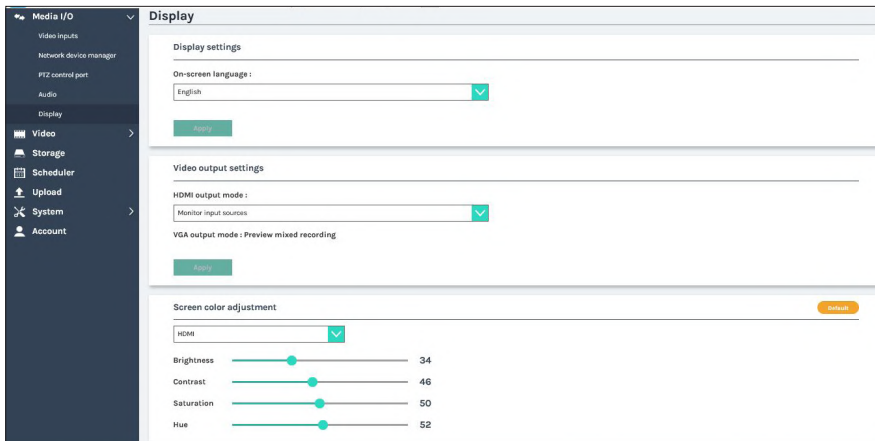 Media I/O
Video inputs
Network device manager
PTZ control port
Audio
Display
Video
Storage
Scheduler
Upload
System
Account
Display
Display settings
On-screen language :
English
Apply
Video output settings
HDMI output mode :
Monitor input sources
VGA output mode : Preview mixed recording
Apply
Screen color adjustment
Default
HDMI
Brightness 34
Contrast 46
Saturation 50
Hue 52